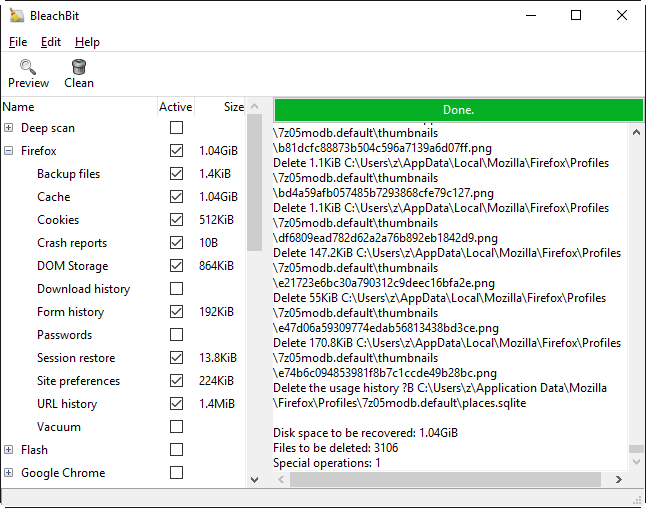 BleachBit
File Edit Help
Preview Clean
Name Active Size
Deep scan
Firefox 1.04GiB
Backup files 1.4KiB
Cache 1.04GiB
Cookies 512KiB
Crash reports 10B
DOM Storage 864KiB
Download history
Form history 192KiB
Passwords
Session restore 13.8KiB
Site preferences 224KiB
URL history 1.4MiB
Vacuum
Flash
Google Chrome
Done.
\7z05modb.default\thumbnails
\b81dcfc88873b504c596a7139a6d07ff.png
Delete 1.1KiB C:\Users\z\AppData\Local\Mozilla\Firefox\Profiles
\7z05modb.default\thumbnails
\bd4a59afb057485b7293868cfe79c127.png
Delete 1.1KiB C:\Users\z\AppData\Local\Mozilla\Firefox\Profiles
\7z05modb.default\thumbnails
\df6809ead782d62a2a76b892eb1842d9.png
Delete 147.2KiB C:\Users\z\AppData\Local\Mozilla\Firefox\Profiles
\7z05modb.default\thumbnails
\e21723e6bc30a790312c9deec16bfa2e.png
Delete 55KiB C:\Users\z\AppData\Local\Mozilla\Firefox\Profiles
\7z05modb.default\thumbnails
\e47d06a59309774edab56813438bd3ce.png
Delete 170.8KiB C:\Users\z\AppData\Local\Mozilla\Firefox\Profiles
\7z05modb.default\thumbnails
\e74b6c094853981f8b7c1ccde49b28bc.png
Delete the usage history ?B C:\Users\z\Application Data\Mozilla
\Firefox\Profiles\7z05modb.default\places.sqlite
Disk space to be recovered: 1.04GiB
Files to be deleted: 3106
Special operations: 1